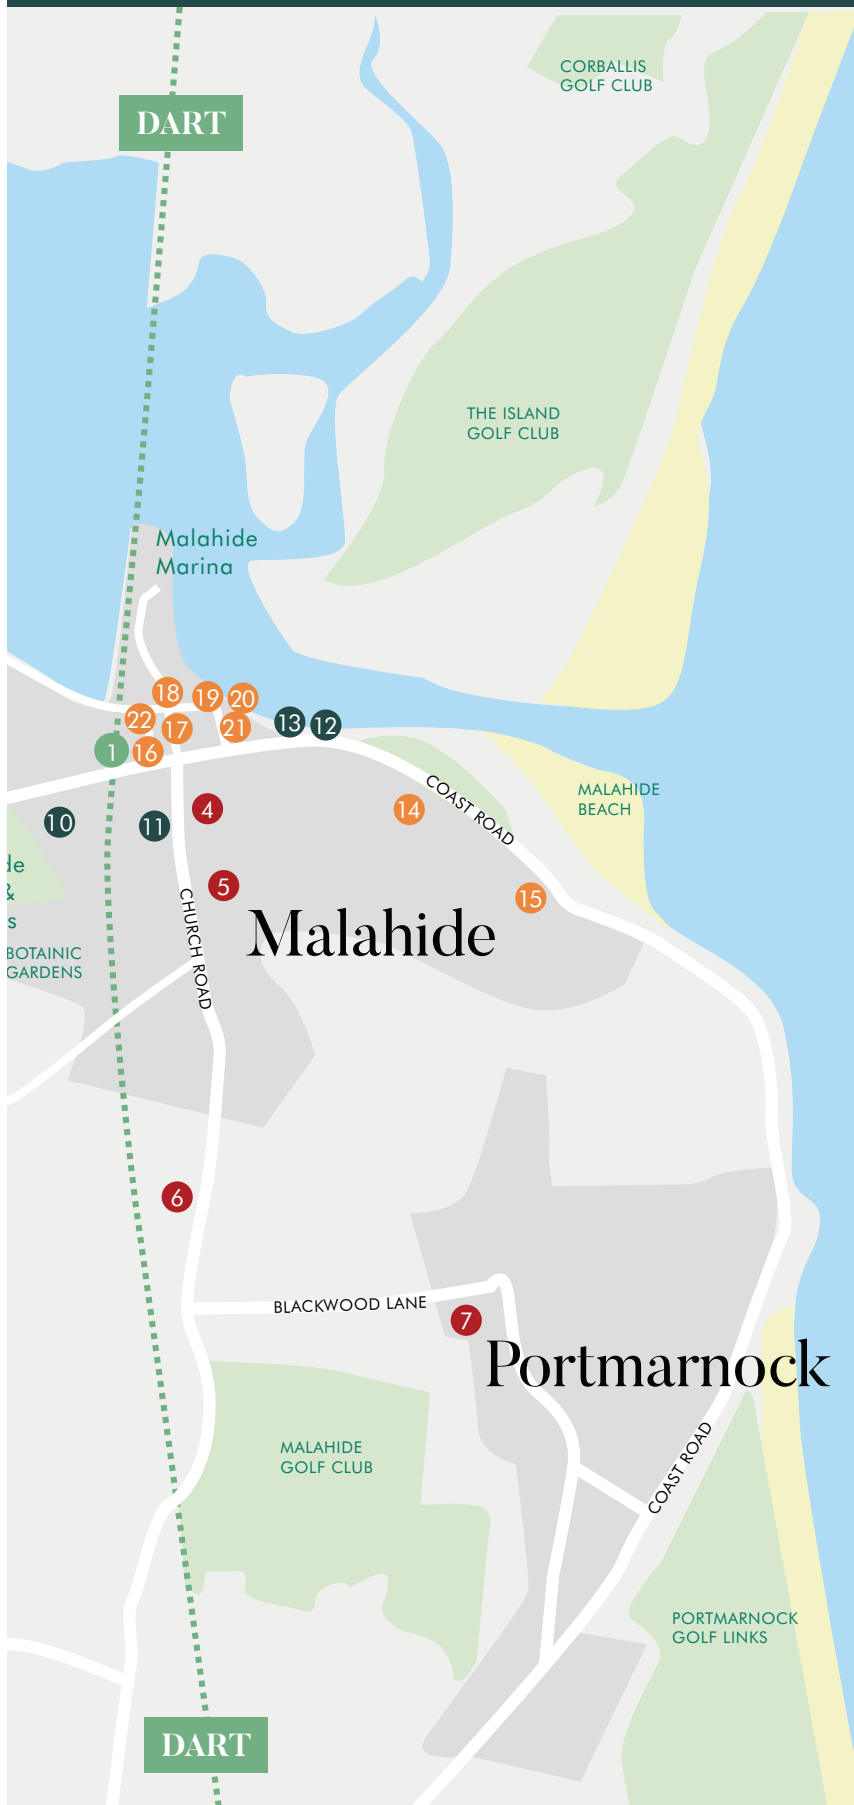 CORBALLIS
GOLF CLUB
DART
THE ISLAND
GOLF CLUB
Malahide
Marina
18
19
20
22
17
21
13
12
1
16
MALAHIDE
BEACH
COAST ROAD
4
14
10
11
de
&
s
5
15
CHURCH ROAD
Malahide
BOTAINIC
GARDENS
6
BLACKWOOD LANE
7
Portmarnock
COAST ROAD
MALAHIDE
GOLF CLUB
PORTMARNOCK
GOLF LINKS
DART